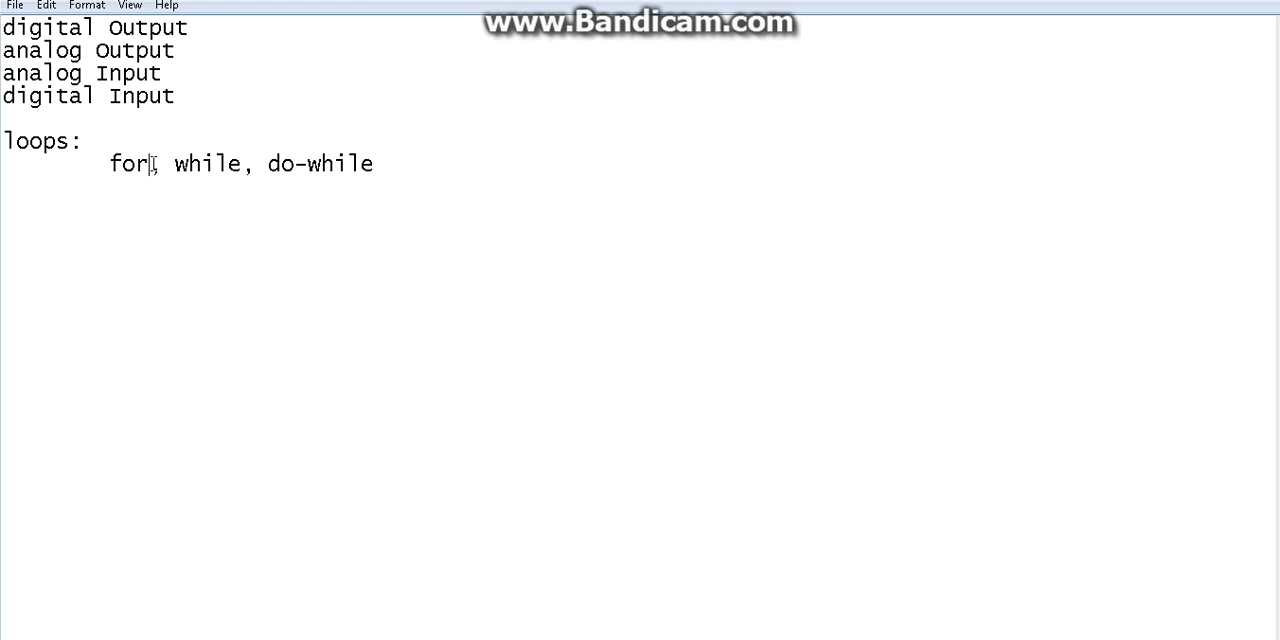 File Edit Format View Help
www.Bandicam.com
digital Output
analog Output
analog Input
digital Input
loops:
for, while, do-while